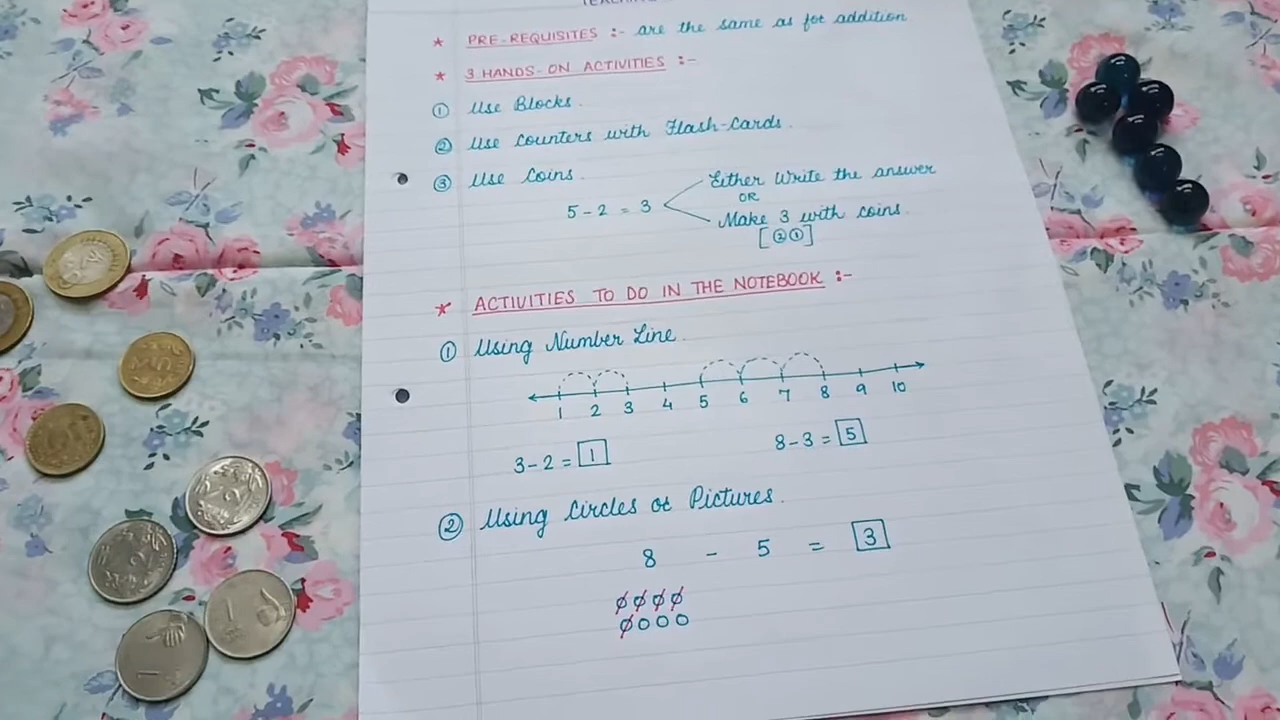 * PRE-REQUISITES :- are the same as for addition
* 3 HANDS-ON ACTIVITIES :-
① Use Blocks.
② Use Counters with Flash-Cards.
③ Use Coins.
5 - 2 = 3
Either Write the answer
OR
Make 3 with coins.
[②①]
* ACTIVITIES TO DO IN THE NOTEBOOK :-
① Using Number Line.
1 2 3 4 5 6 7 8 9 10
3 - 2 = 1
8 - 3 = 5
② Using Circles or Pictures.
8 - 5 = 3